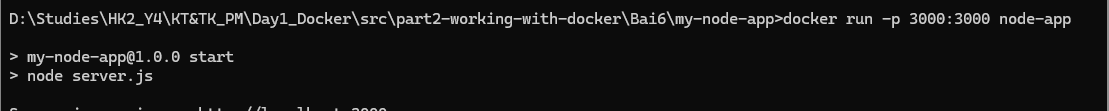 D:\Studies\HK2_Y4\KT&TK_PM\Day1_Docker\src\part2-working-with-docker\Bai6\my-node-app>docker run -p 3000:3000 node-app
> my-node-app@1.0.0 start
> node server.js